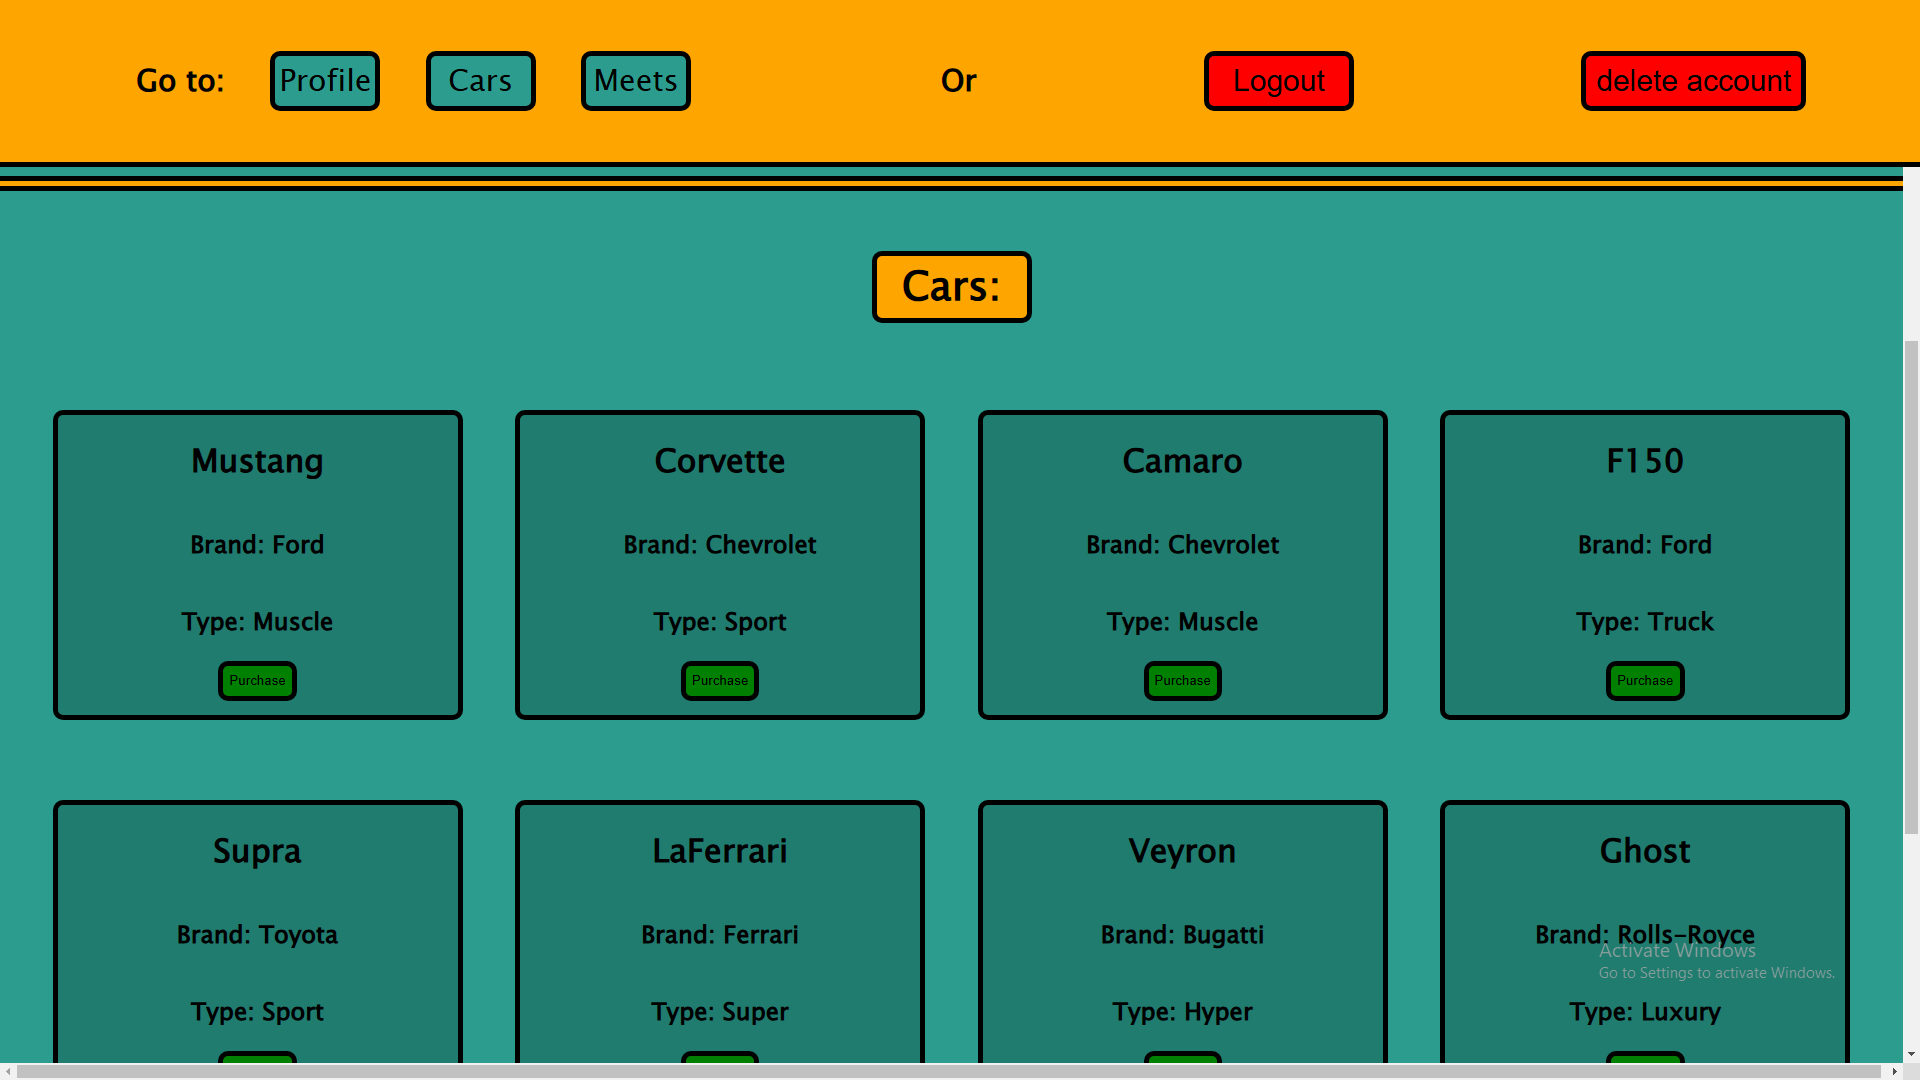 Go to: Profile Cars Meets Or Logout delete account
Cars:
Mustang Corvette Camaro F150
Brand: Ford Brand: Chevrolet Brand: Chevrolet Brand: Ford
Type: Muscle Type: Sport Type: Muscle Type: Truck
Purchase Purchase Purchase Purchase
Supra LaFerrari Veyron Ghost
Brand: Toyota Brand: Ferrari Brand: Bugatti Brand: Rolls-Royce
Activate Windows
Go to Settings to activate Windows.
Type: Sport Type: Super Type: Hyper Type: Luxury